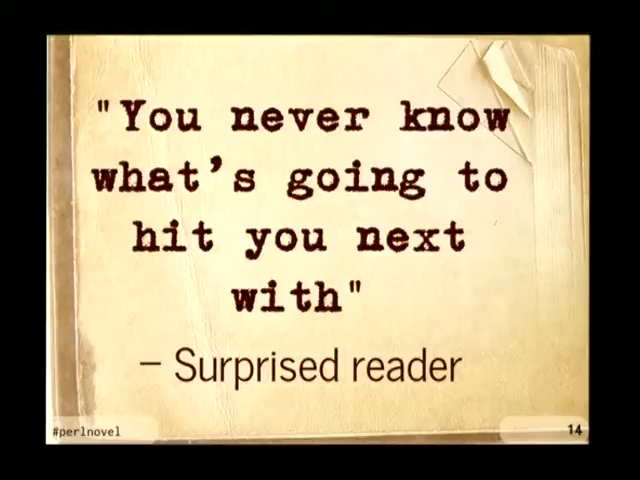 "You never know
what's going to
hit you next
with"
– Surprised reader
#perlnovel
14